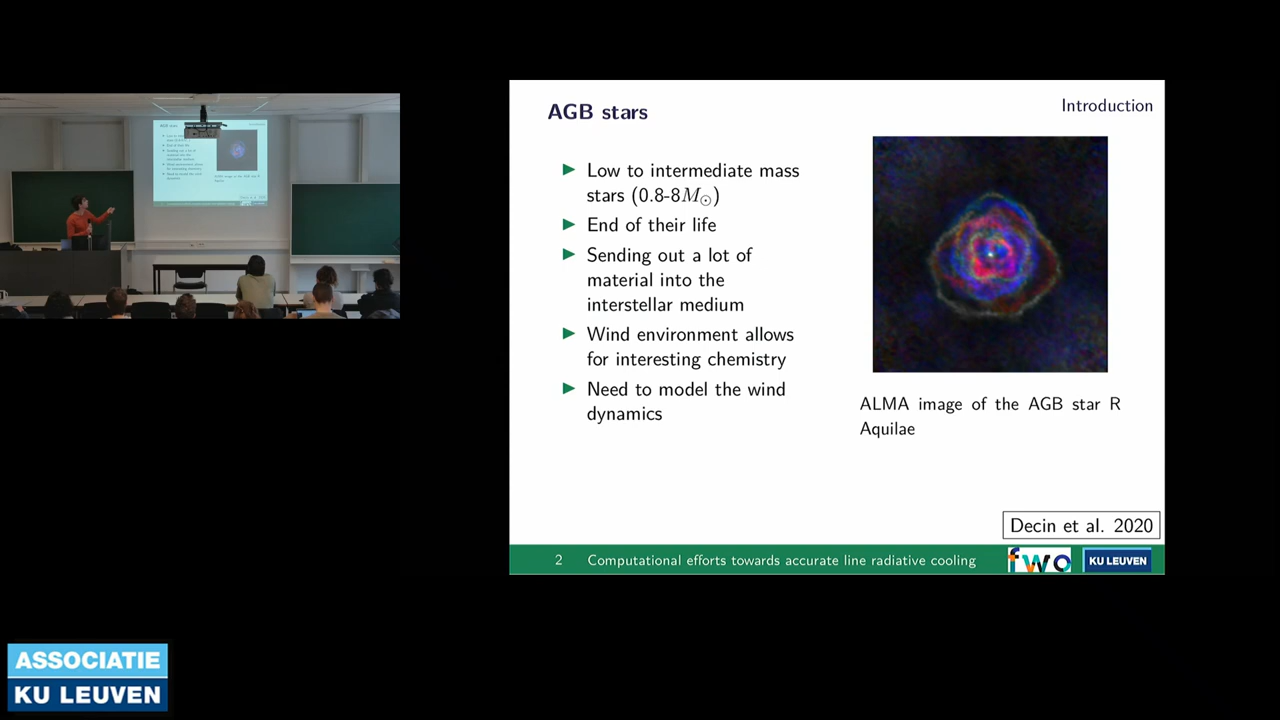 AGB stars
Introduction
Low to intermediate mass
stars (0.8-8M⊙)
End of their life
Sending out a lot of
material into the
interstellar medium
Wind environment allows
for interesting chemistry
Need to model the wind
dynamics
ALMA image of the AGB star R
Aquilae
Decin et al. 2020
2 Computational efforts towards accurate line radiative cooling
fwo
KU LEUVEN
ASSOCIATIE
KU LEUVEN